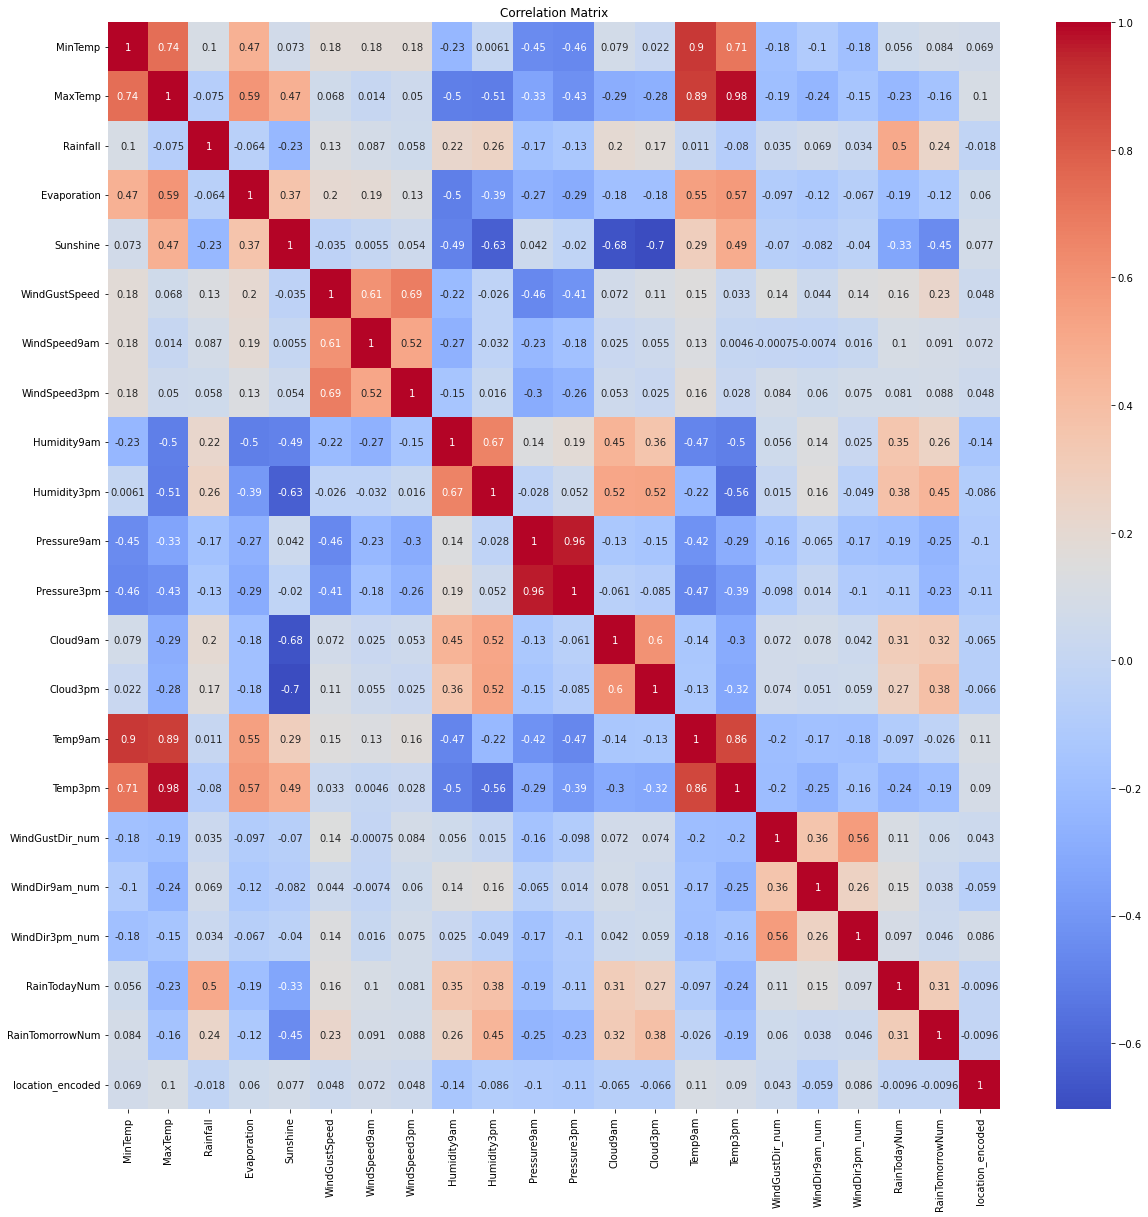 Correlation Matrix
MinTemp 1 0.74 0.1 0.47 0.073 0.18 0.18 0.18 -0.23 0.0061 -0.45 -0.46 0.079 0.022 0.9 0.71 -0.18 -0.1 -0.18 0.056 0.084 0.069
MaxTemp 0.74 1 -0.075 0.59 0.47 0.068 0.014 0.05 -0.5 -0.51 -0.33 -0.43 -0.29 -0.28 0.89 0.98 -0.19 -0.24 -0.15 -0.23 -0.16 0.1
Rainfall 0.1 -0.075 1 -0.064 -0.23 0.13 0.087 0.058 0.22 0.26 -0.17 -0.13 0.2 0.17 0.011 -0.08 0.035 0.069 0.034 0.5 0.24 -0.018
Evaporation 0.47 0.59 -0.064 1 0.37 0.2 0.19 0.13 -0.5 -0.39 -0.27 -0.29 -0.18 -0.18 0.55 0.57 -0.097 -0.12 -0.067 -0.19 -0.12 0.06
Sunshine 0.073 0.47 -0.23 0.37 1 -0.035 0.0055 0.054 -0.49 -0.63 0.042 -0.02 -0.68 -0.7 0.29 0.49 -0.07 -0.082 -0.04 -0.33 -0.45 0.077
WindGustSpeed 0.18 0.068 0.13 0.2 -0.035 1 0.61 0.69 -0.22 -0.026 -0.46 -0.41 0.072 0.11 0.15 0.033 0.14 0.044 0.14 0.16 0.23 0.048
WindSpeed9am 0.18 0.014 0.087 0.19 0.0055 0.61 1 0.52 -0.27 -0.032 -0.23 -0.18 0.025 0.055 0.13 0.0046 -0.00075 -0.0074 0.016 0.1 0.091 0.072
WindSpeed3pm 0.18 0.05 0.058 0.13 0.054 0.69 0.52 1 -0.15 0.016 -0.3 -0.26 0.053 0.025 0.16 0.028 0.084 0.06 0.075 0.081 0.088 0.048
Humidity9am -0.23 -0.5 0.22 -0.5 -0.49 -0.22 -0.27 -0.15 1 0.67 0.14 0.19 0.45 0.36 -0.47 -0.5 0.056 0.14 0.025 0.35 0.26 -0.14
Humidity3pm 0.0061 -0.51 0.26 -0.39 -0.63 -0.026 -0.032 0.016 0.67 1 -0.028 0.052 0.52 0.52 -0.22 -0.56 0.015 0.16 -0.049 0.38 0.45 -0.086
Pressure9am -0.45 -0.33 -0.17 -0.27 0.042 -0.46 -0.23 -0.3 0.14 -0.028 1 0.96 -0.13 -0.15 -0.42 -0.29 -0.16 -0.065 -0.17 -0.19 -0.25 -0.1
Pressure3pm -0.46 -0.43 -0.13 -0.29 -0.02 -0.41 -0.18 -0.26 0.19 0.052 0.96 1 -0.061 -0.085 -0.47 -0.39 -0.098 0.014 -0.1 -0.11 -0.23 -0.11
Cloud9am 0.079 -0.29 0.2 -0.18 -0.68 0.072 0.025 0.053 0.45 0.52 -0.13 -0.061 1 0.6 -0.14 -0.3 0.072 0.078 0.042 0.31 0.32 -0.065
Cloud3pm 0.022 -0.28 0.17 -0.18 -0.7 0.11 0.055 0.025 0.36 0.52 -0.15 -0.085 0.6 1 -0.13 -0.32 0.074 0.051 0.059 0.27 0.38 -0.066
Temp9am 0.9 0.89 0.011 0.55 0.29 0.15 0.13 0.16 -0.47 -0.22 -0.42 -0.47 -0.14 -0.13 1 0.86 -0.2 -0.17 -0.18 -0.097 -0.026 0.11
Temp3pm 0.71 0.98 -0.08 0.57 0.49 0.033 0.0046 0.028 -0.5 -0.56 -0.29 -0.39 -0.3 -0.32 0.86 1 -0.2 -0.25 -0.16 -0.24 -0.19 0.09
WindGustDir_num -0.18 -0.19 0.035 -0.097 -0.07 0.14 -0.00075 0.084 0.056 0.015 -0.16 -0.098 0.072 0.074 -0.2 -0.2 1 0.36 0.56 0.11 0.06 0.043
WindDir9am_num -0.1 -0.24 0.069 -0.12 -0.082 0.044 -0.0074 0.06 0.14 0.16 -0.065 0.014 0.078 0.051 -0.17 -0.25 0.36 1 0.26 0.15 0.038 -0.059
WindDir3pm_num -0.18 -0.15 0.034 -0.067 -0.04 0.14 0.016 0.075 0.025 -0.049 -0.17 -0.1 0.042 0.059 -0.18 -0.16 0.56 0.26 1 0.097 0.046 0.086
RainTodayNum 0.056 -0.23 0.5 -0.19 -0.33 0.16 0.1 0.081 0.35 0.38 -0.19 -0.11 0.31 0.27 -0.097 -0.24 0.11 0.15 0.097 1 0.31 -0.0096
RainTomorrowNum 0.084 -0.16 0.24 -0.12 -0.45 0.23 0.091 0.088 0.26 0.45 -0.25 -0.23 0.32 0.38 -0.026 -0.19 0.06 0.038 0.046 0.31 1 -0.0096
location_encoded 0.069 0.1 -0.018 0.06 0.077 0.048 0.072 0.048 -0.14 -0.086 -0.1 -0.11 -0.065 -0.066 0.11 0.09 0.043 -0.059 0.086 -0.0096 -0.0096 1
MinTemp MaxTemp Rainfall Evaporation Sunshine WindGustSpeed WindSpeed9am WindSpeed3pm Humidity9am Humidity3pm Pressure9am Pressure3pm Cloud9am Cloud3pm Temp9am Temp3pm WindGustDir_num WindDir9am_num WindDir3pm_num RainTodayNum RainTomorrowNum location_encoded
1.0
0.8
0.6
0.4
0.2
0.0
−0.2
−0.4
−0.6